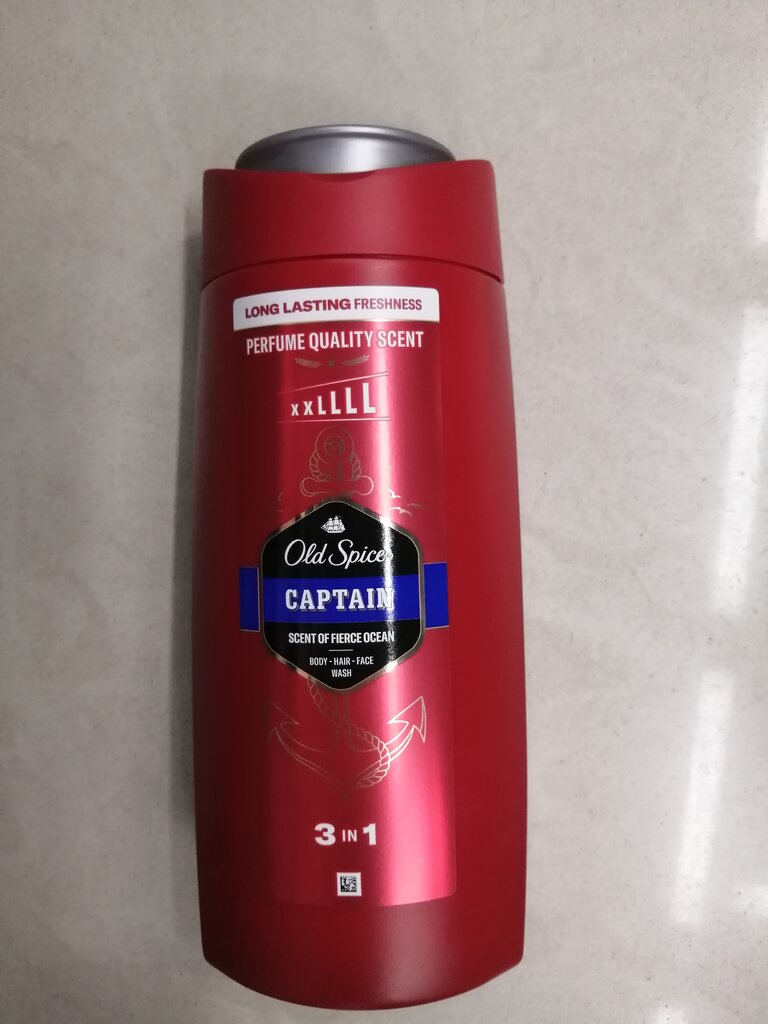 LONG LASTING FRESHNESS
PERFUME QUALITY SCENT
xxLLLL
Old Spice
CAPTAIN
SCENT OF FIERCE OCEAN
BODY - HAIR - FACE
WASH
3 IN 1